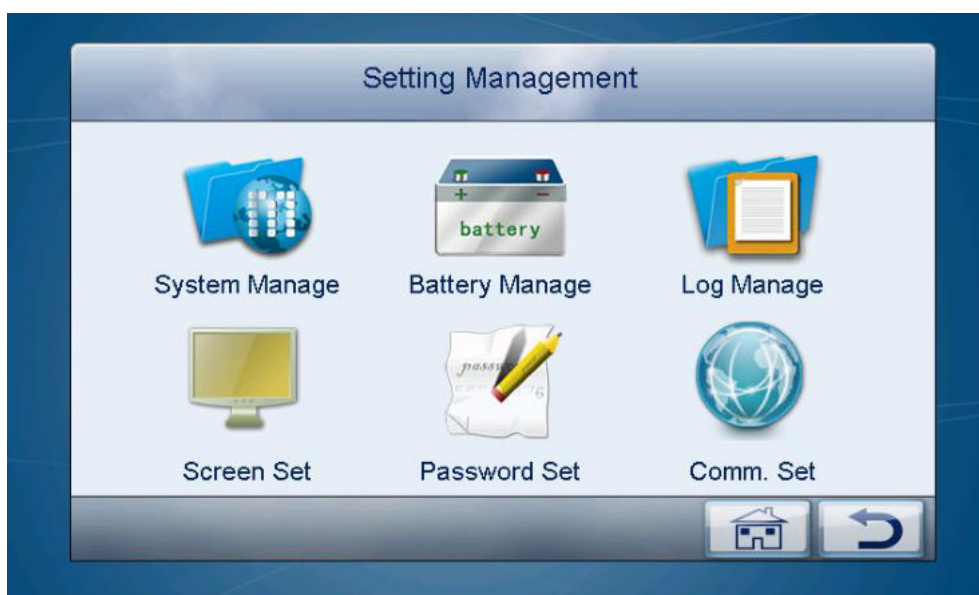 Setting Management
+ −
battery
System Manage
Battery Manage
Log Manage
Screen Set
Password Set
Comm. Set